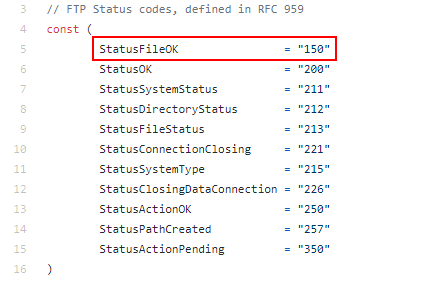 3 // FTP Status codes, defined in RFC 959
4 const (
5 StatusFileOK = "150"
6 StatusOK = "200"
7 StatusSystemStatus = "211"
8 StatusDirectoryStatus = "212"
9 StatusFileStatus = "213"
10 StatusConnectionClosing = "221"
11 StatusSystemType = "215"
12 StatusClosingDataConnection = "226"
13 StatusActionOK = "250"
14 StatusPathCreated = "257"
15 StatusActionPending = "350"
16 )